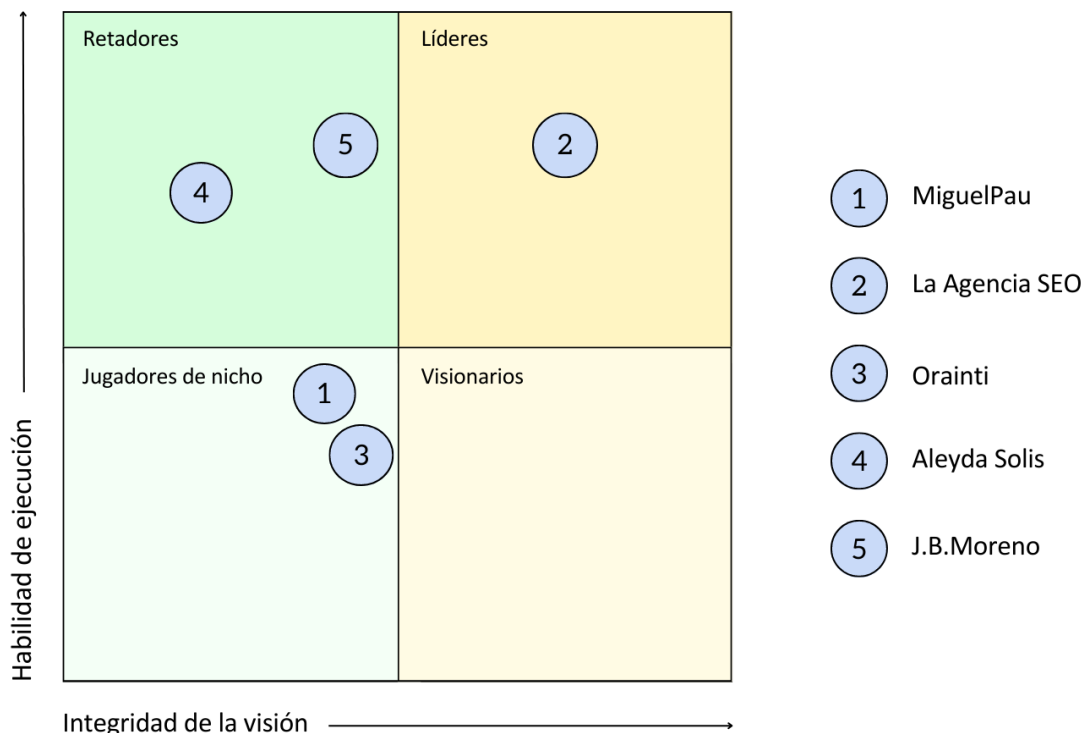 Retadores
Líderes
5
2
4
Jugadores de nicho
Visionarios
1
3
Habilidad de ejecución
Integridad de la visión
1 MiguelPau
2 La Agencia SEO
3 Orainti
4 Aleyda Solis
5 J.B.Moreno